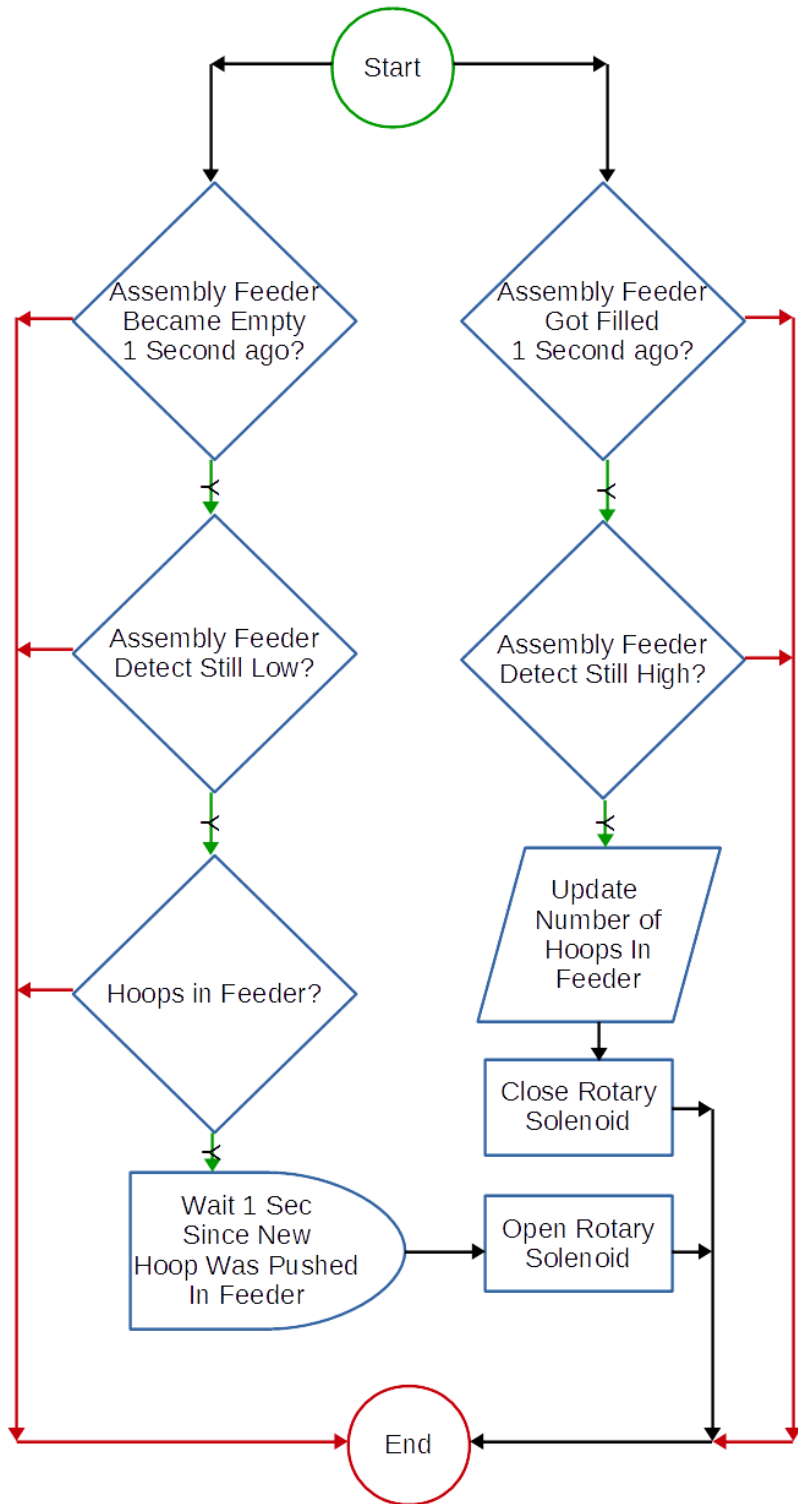 Start
Assembly Feeder
Became Empty
1 Second ago?
Assembly Feeder
Got Filled
1 Second ago?
Y
Y
Assembly Feeder
Detect Still Low?
Assembly Feeder
Detect Still High?
Y
Y
Update
Number of
Hoops In
Feeder
Hoops in Feeder?
Close Rotary
Solenoid
Y
Wait 1 Sec
Since New
Hoop Was Pushed
In Feeder
Open Rotary
Solenoid
End